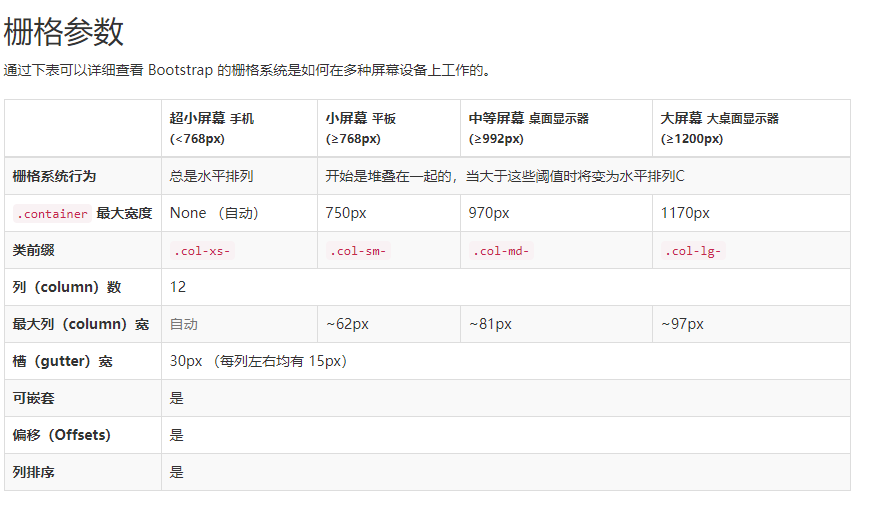 栅格参数
通过下表可以详细查看 Bootstrap 的栅格系统是如何在多种屏幕设备上工作的。
超小屏幕 手机 (<768px) 小屏幕 平板 (≥768px) 中等屏幕 桌面显示器 (≥992px) 大屏幕 大桌面显示器 (≥1200px)
栅格系统行为 总是水平排列 开始是堆叠在一起的，当大于这些阈值时将变为水平排列C
.container 最大宽度 None （自动） 750px 970px 1170px
类前缀 .col-xs- .col-sm- .col-md- .col-lg-
列（column）数 12
最大列（column）宽 自动 ~62px ~81px ~97px
槽（gutter）宽 30px （每列左右均有 15px）
可嵌套 是
偏移（Offsets） 是
列排序 是